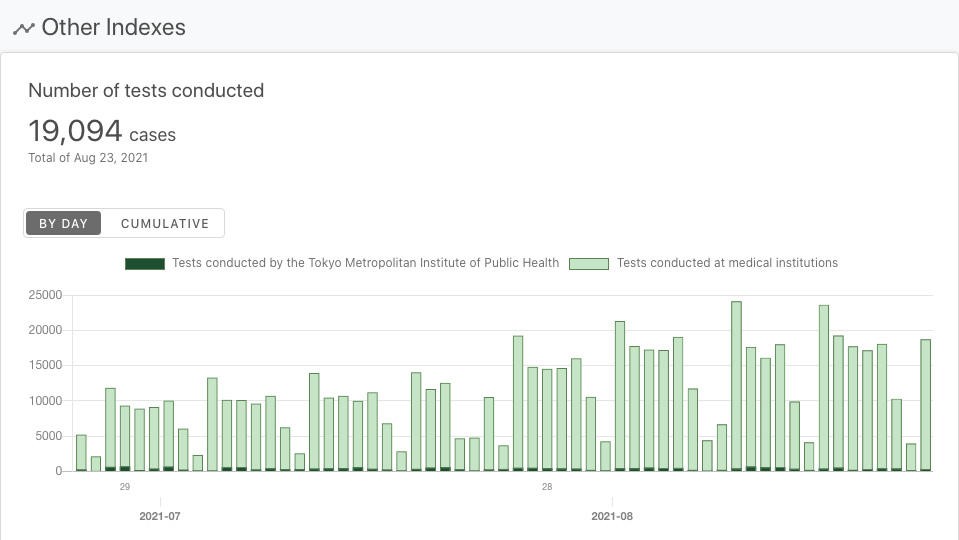 Other Indexes
Number of tests conducted
19,094 cases
Total of Aug 23, 2021
BY DAY CUMULATIVE
Tests conducted by the Tokyo Metropolitan Institute of Public Health Tests conducted at medical institutions
25000
20000
15000
10000
5000
0
29 28
2021-07 2021-08